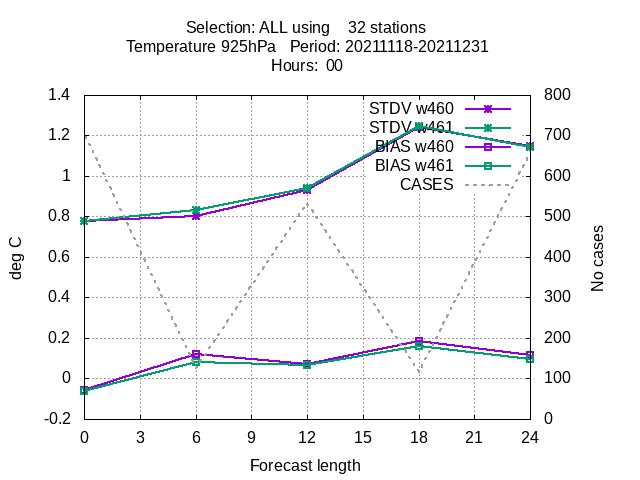 Selection: ALL using    32 stations
Temperature 925hPa   Period: 20211118-20211231
Hours:  00
1.4
1.2
1
0.8
0.6
0.4
0.2
0
-0.2
800
700
600
500
400
300
200
100
0
STDV w460
STDV w461
BIAS w460
BIAS w461
CASES
deg C
No cases
0 3 6 9 12 15 18 21 24
Forecast length